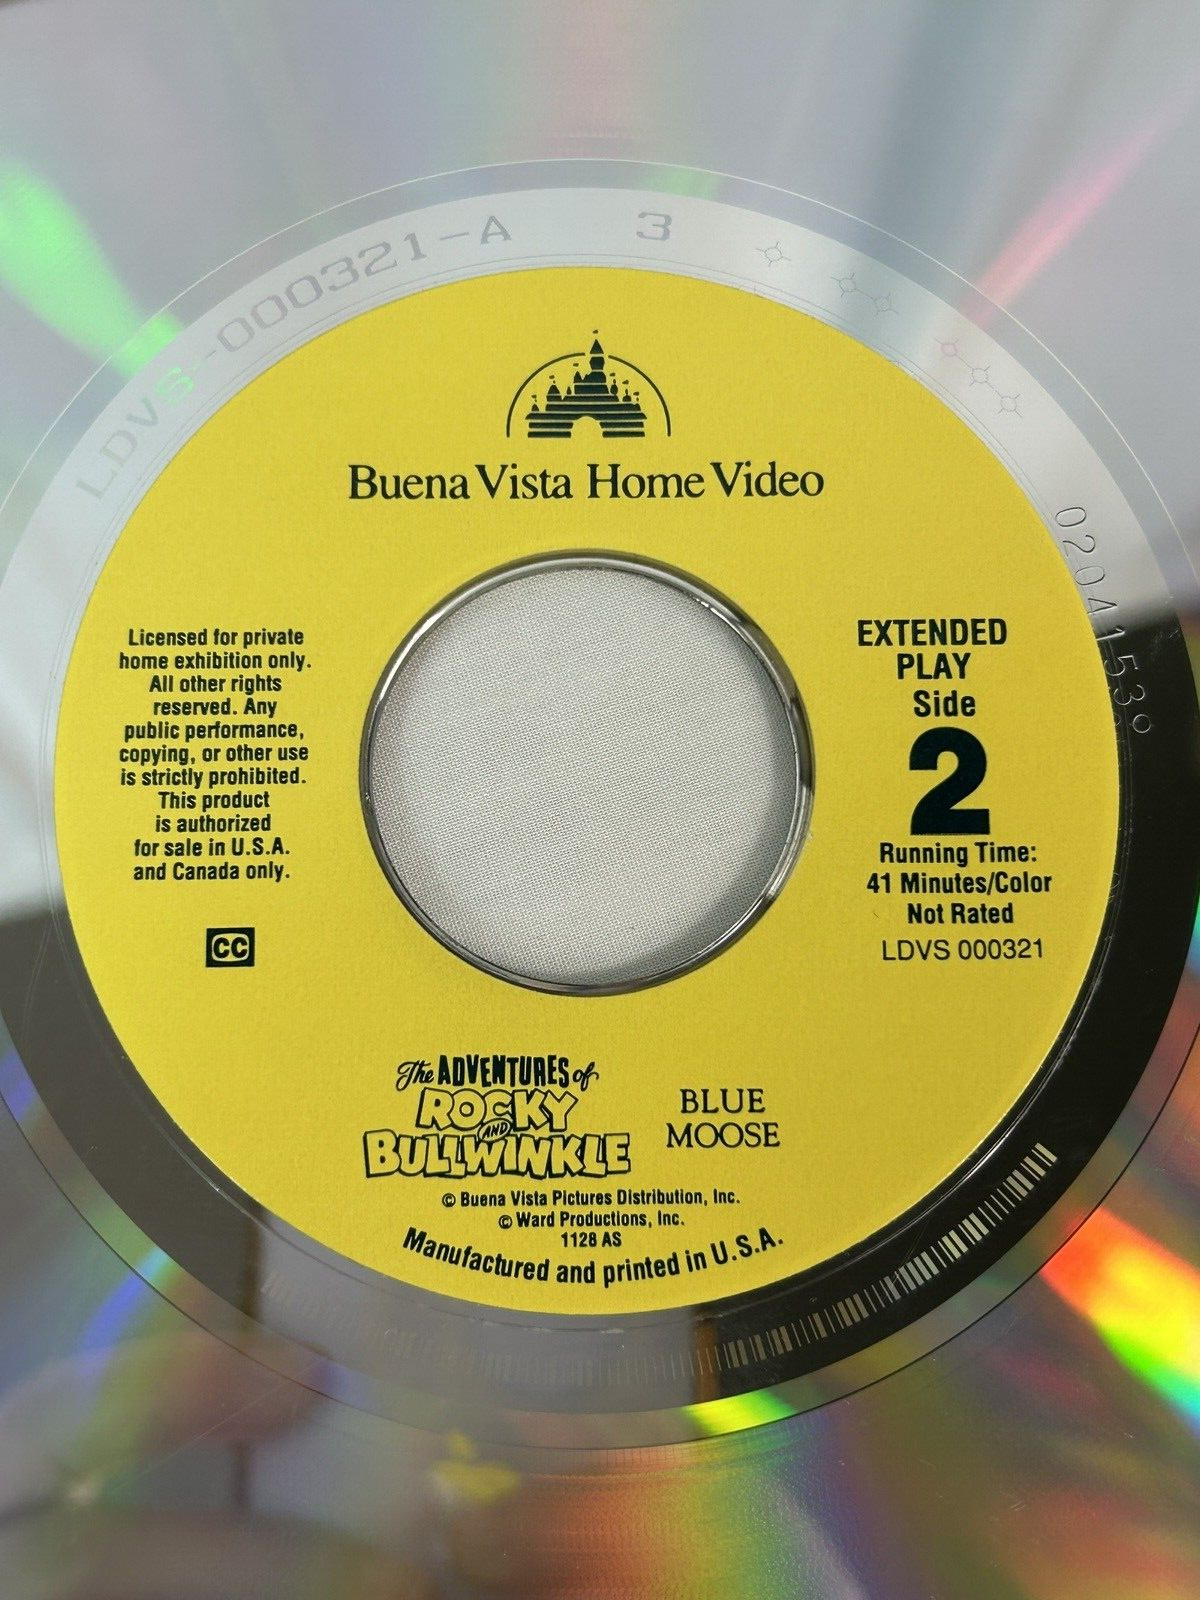 LDVS-000321-A 3
Buena Vista Home Video
Licensed for private
home exhibition only.
All other rights
reserved. Any
public performance,
copying, or other use
is strictly prohibited.
This product
is authorized
for sale in U.S.A.
and Canada only.
CC
0204153
EXTENDED
PLAY
Side
2
Running Time:
41 Minutes/Color
Not Rated
LDVS 000321
The ADVENTURES of
ROCKY
AND
BULLWINKLE
BLUE
MOOSE
© Buena Vista Pictures Distribution, Inc.
© Ward Productions, Inc.
1128 AS
Manufactured and printed in U.S.A.